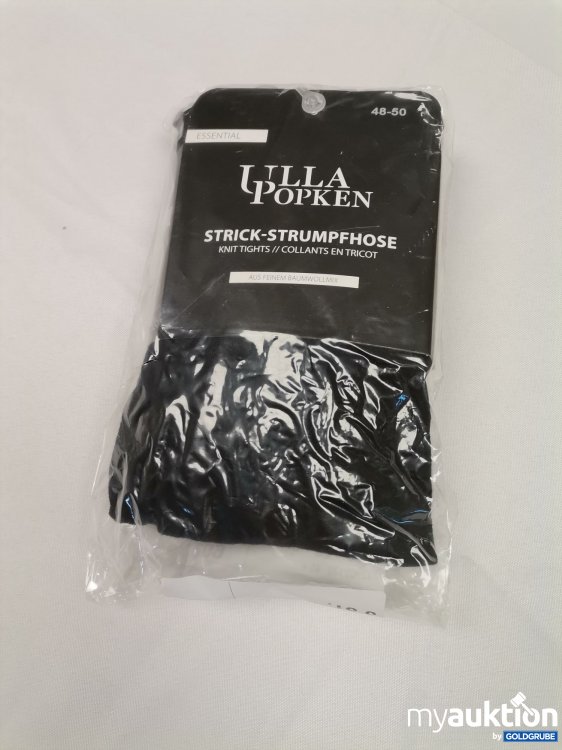 48-50
ESSENTIAL
ULLA
POPKEN
STRICK-STRUMPFHOSE
KNIT TIGHTS // COLLANTS EN TRICOT
AUS FEINEM BAUMWOLLMIX
myauktion
by GOLDGRUBE